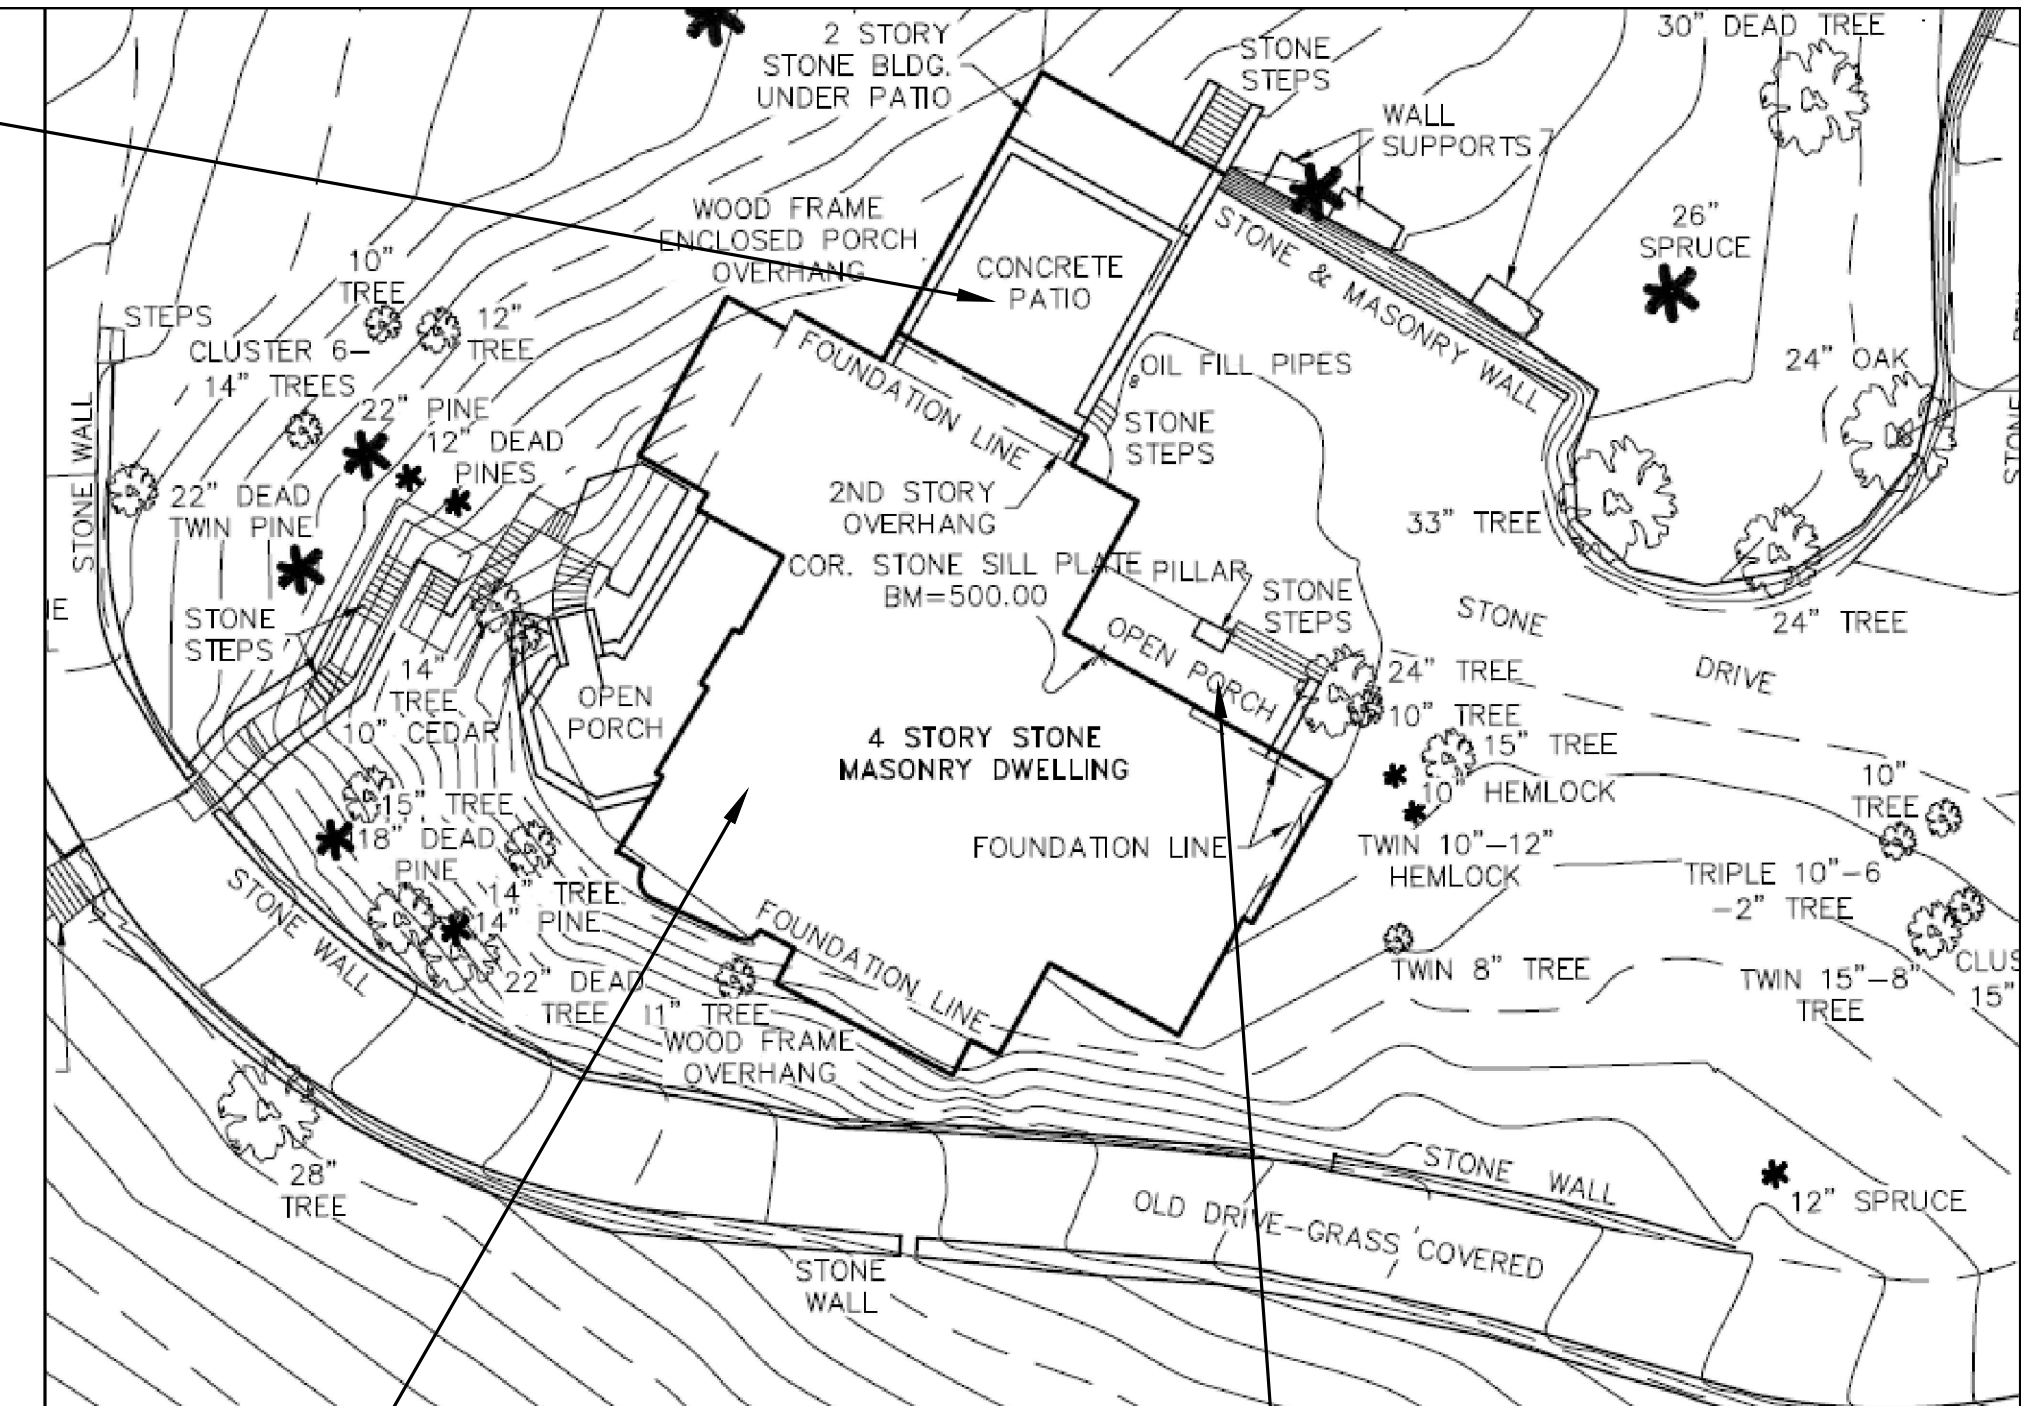 2 STORY
STONE BLDG.
UNDER PATIO
STONE
STEPS
WALL
SUPPORTS
30" DEAD TREE
26"
SPRUCE
WOOD FRAME
ENCLOSED PORCH
OVERHANG
CONCRETE
PATIO
STONE & MASONRY WALL
10"
TREE
12"
TREE
STEPS
CLUSTER 6-
14" TREES
22" PINE
12" DEAD
PINES
22" DEAD
TWIN PINE
STONE WALL
FOUNDATION LINE
OIL FILL PIPES
STONE
STEPS
24" OAK
STONE
2ND STORY
OVERHANG
33" TREE
COR. STONE SILL PLATE
BM=500.00
PILLAR
STONE
STEPS
STONE
DRIVE
24" TREE
STONE
STEPS
14"
TREE
10" CEDAR
OPEN
PORCH
OPEN PORCH
24" TREE
10" TREE
15" TREE
10" HEMLOCK
4 STORY STONE
MASONRY DWELLING
10"
TREE
15" TREE
18" DEAD
PINE
FOUNDATION LINE
TWIN 10"-12"
HEMLOCK
TRIPLE 10"-6
-2" TREE
14" TREE
14" PINE
STONE WALL
FOUNDATION LINE
22" DEAD
TREE
11" TREE
WOOD FRAME
OVERHANG
TWIN 8" TREE
TWIN 15"-8"
TREE
CLUS
15"
28"
TREE
STONE WALL
12" SPRUCE
OLD DRIVE-GRASS COVERED
STONE
WALL